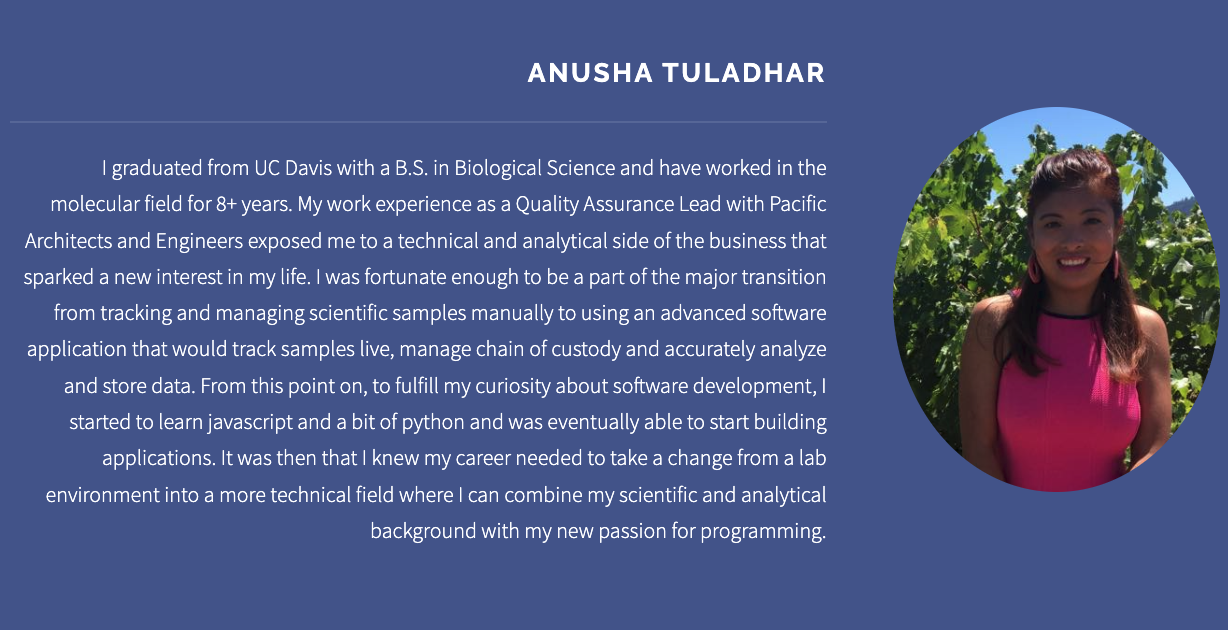 ANUSHA TULADHAR
I graduated from UC Davis with a B.S. in Biological Science and have worked in the
molecular field for 8+ years. My work experience as a Quality Assurance Lead with Pacific
Architects and Engineers exposed me to a technical and analytical side of the business that
sparked a new interest in my life. I was fortunate enough to be a part of the major transition
from tracking and managing scientific samples manually to using an advanced software
application that would track samples live, manage chain of custody and accurately analyze
and store data. From this point on, to fulfill my curiosity about software development, I
started to learn javascript and a bit of python and was eventually able to start building
applications. It was then that I knew my career needed to take a change from a lab
environment into a more technical field where I can combine my scientific and analytical
background with my new passion for programming.